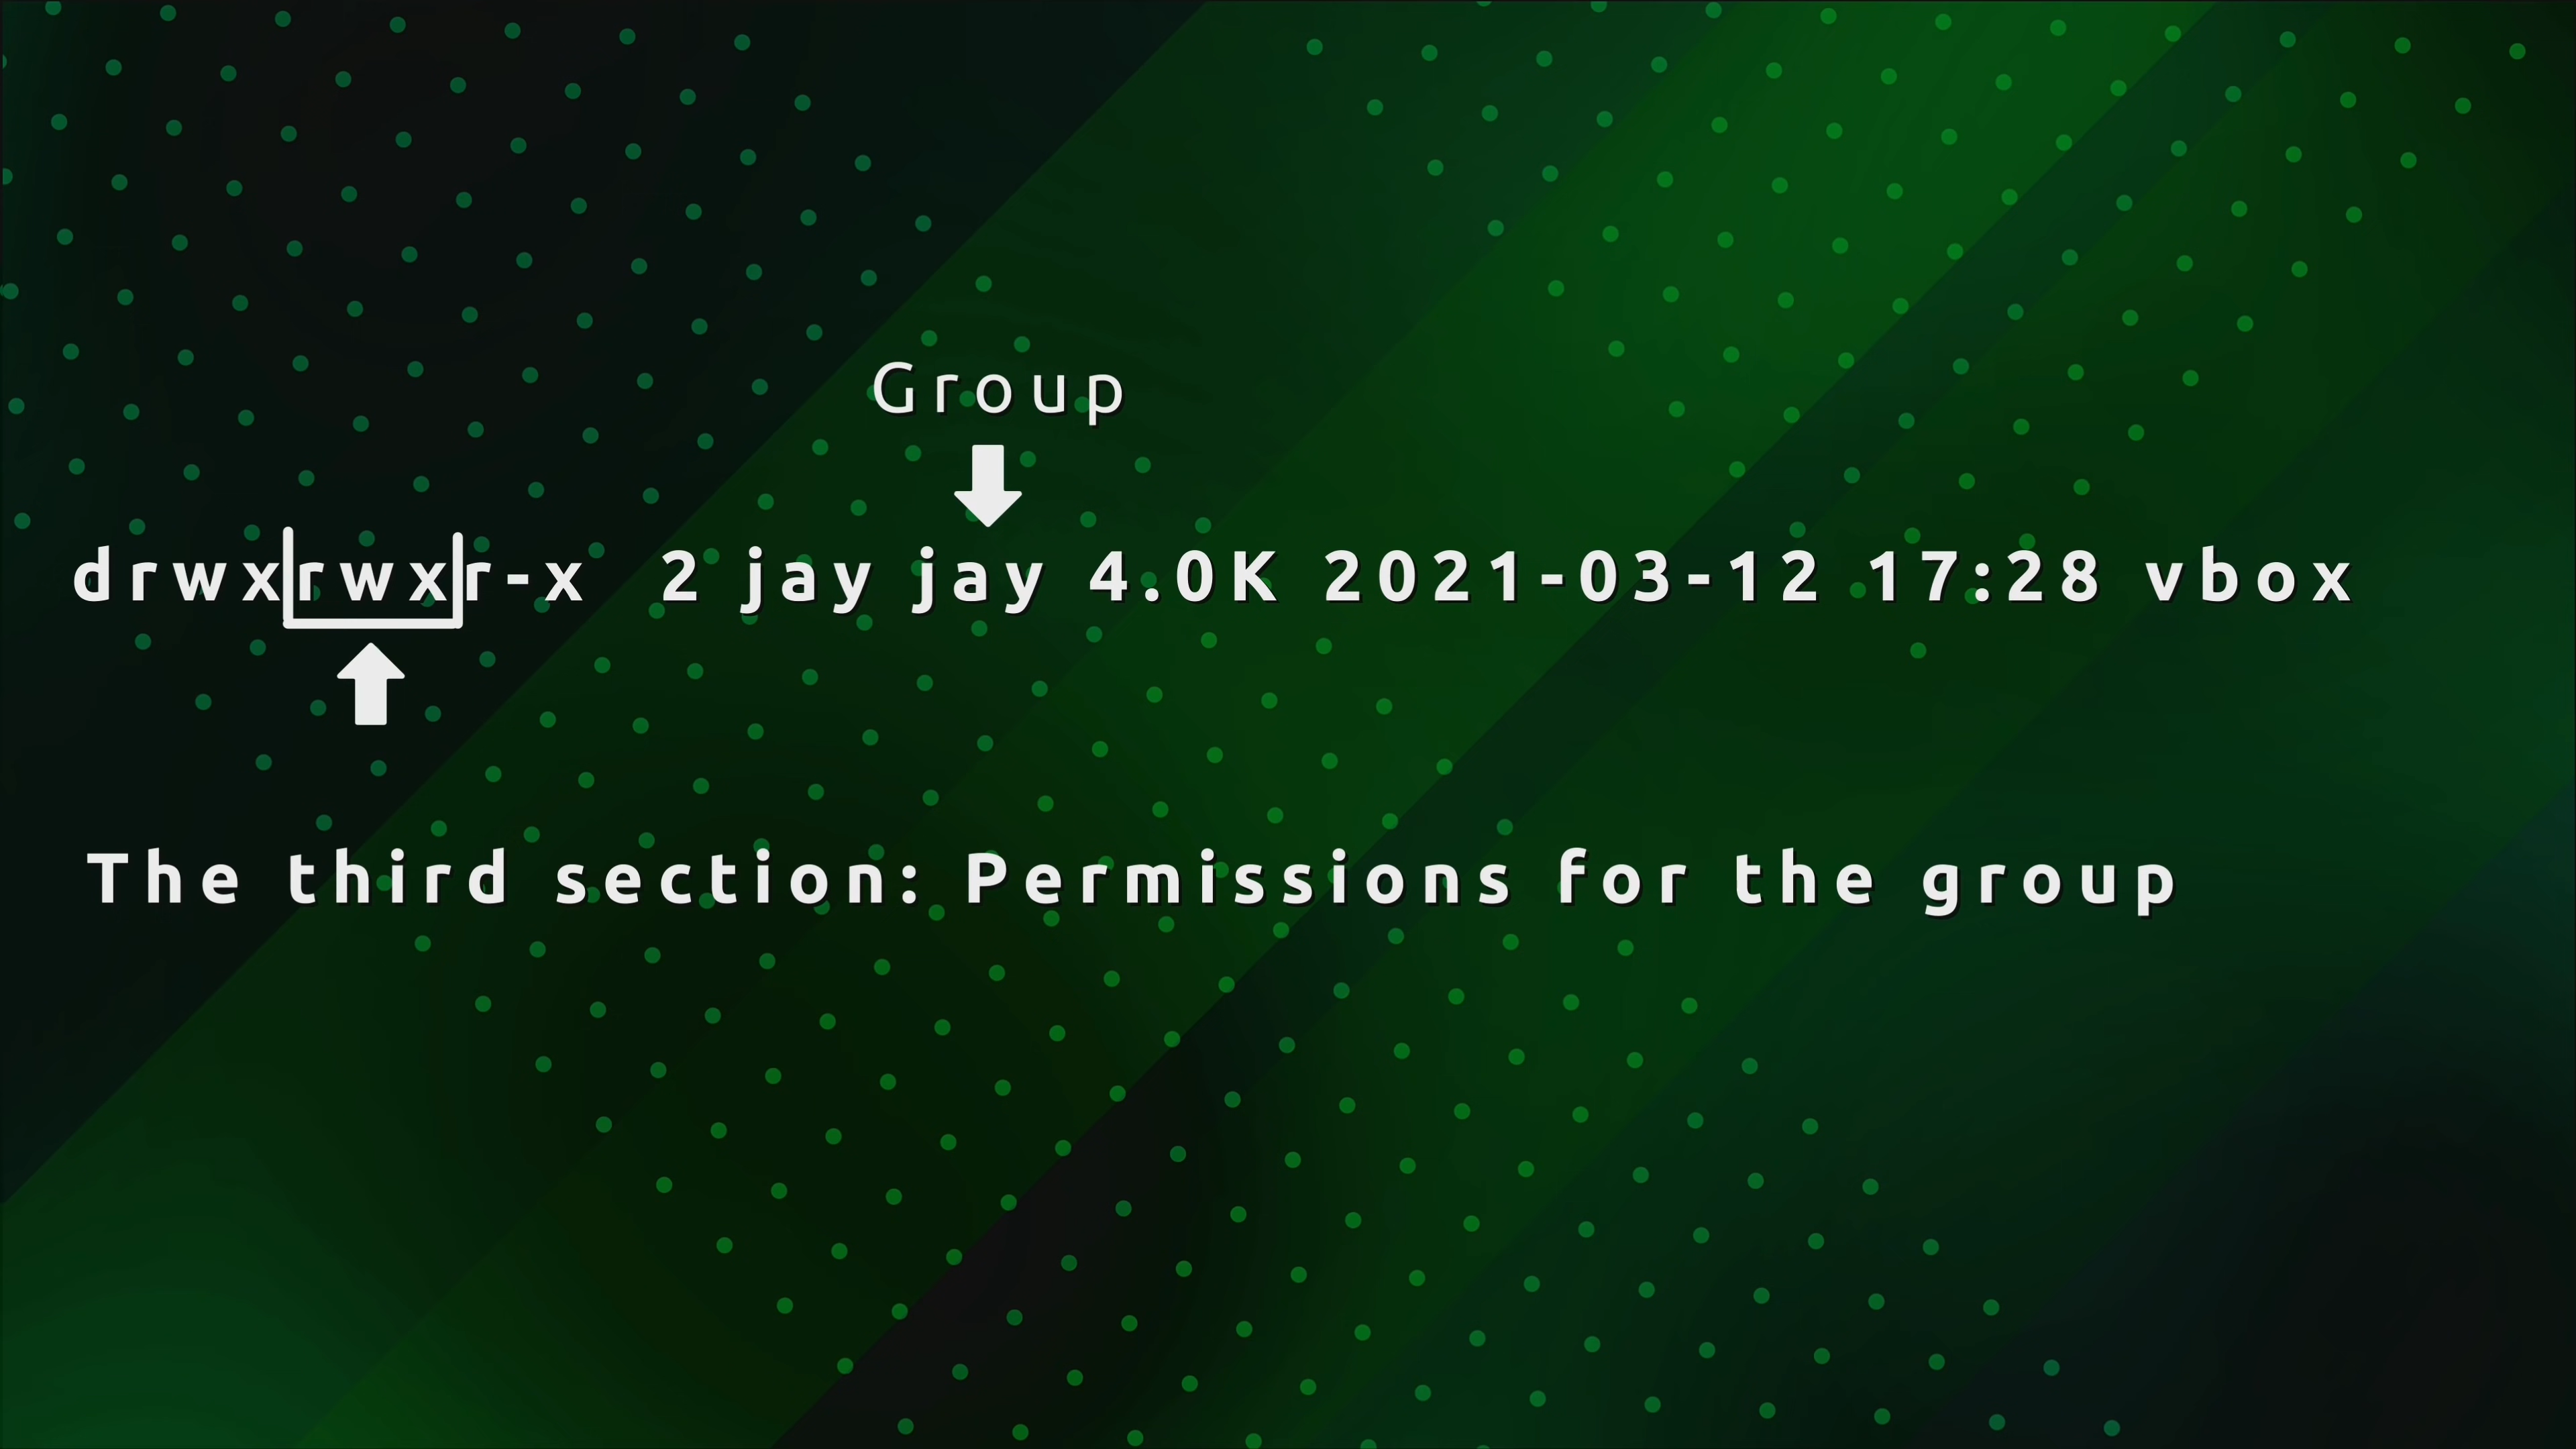 Group
drwxrwxr-x 2 jay jay 4.0K 2021-03-12 17:28 vbox
The third section: Permissions for the group